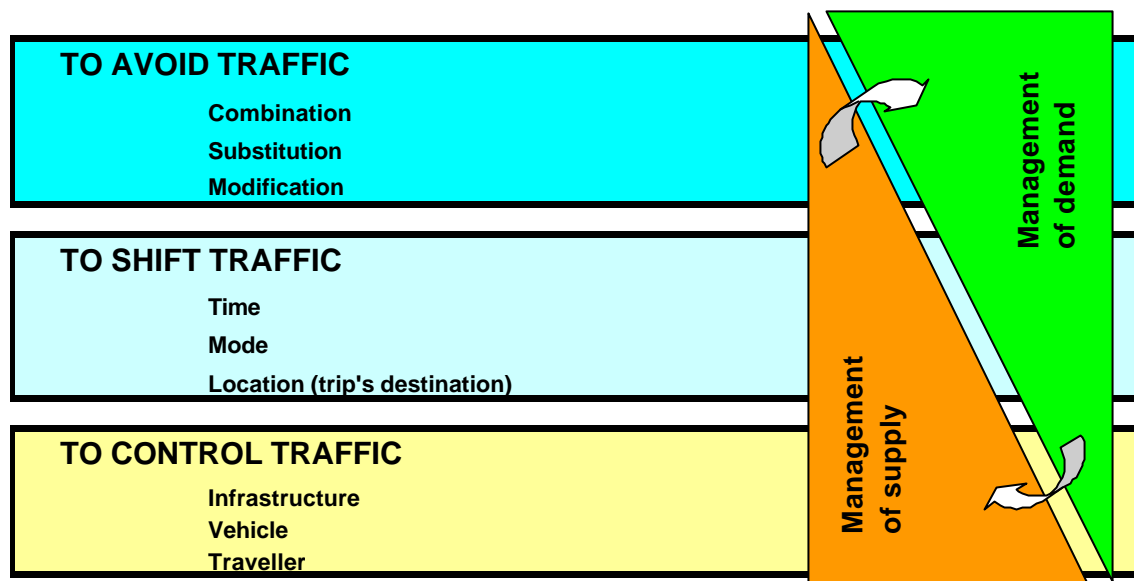 TO AVOID TRAFFIC
Combination
Substitution
Modification
Management
of demand
TO SHIFT TRAFFIC
Time
Mode
Location (trip's destination)
TO CONTROL TRAFFIC
Infrastructure
Vehicle
Traveller
Management
of supply